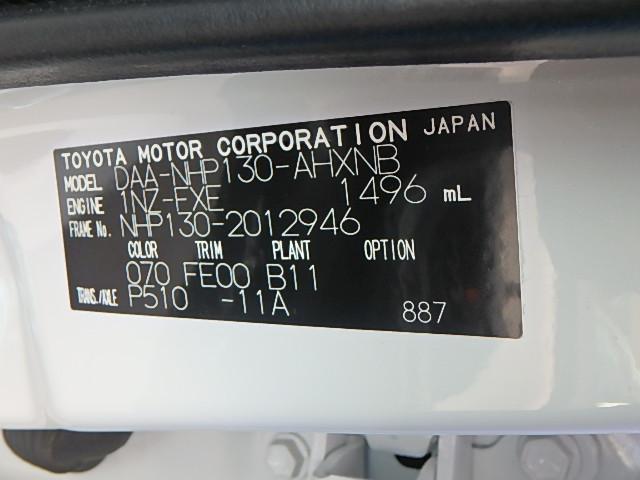 TOYOTA MOTOR CORPORATION JAPAN
MODEL DAA-NHP130-AHXNB
ENGINE 1NZ-FXE 1496 mL
FRAME No. NHP130-2012946
COLOR TRIM PLANT OPTION
070 FE00 B11
TRANS./AXLE P510 -11A
887